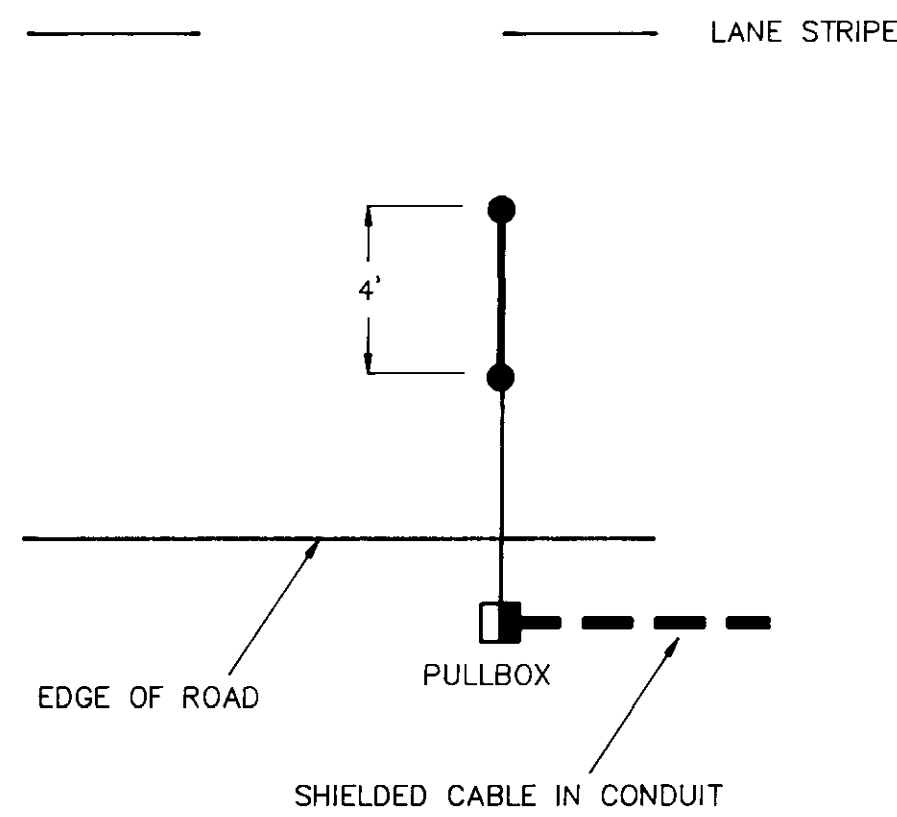 LANE STRIPE
4'
PULLBOX
EDGE OF ROAD
SHIELDED CABLE IN CONDUIT